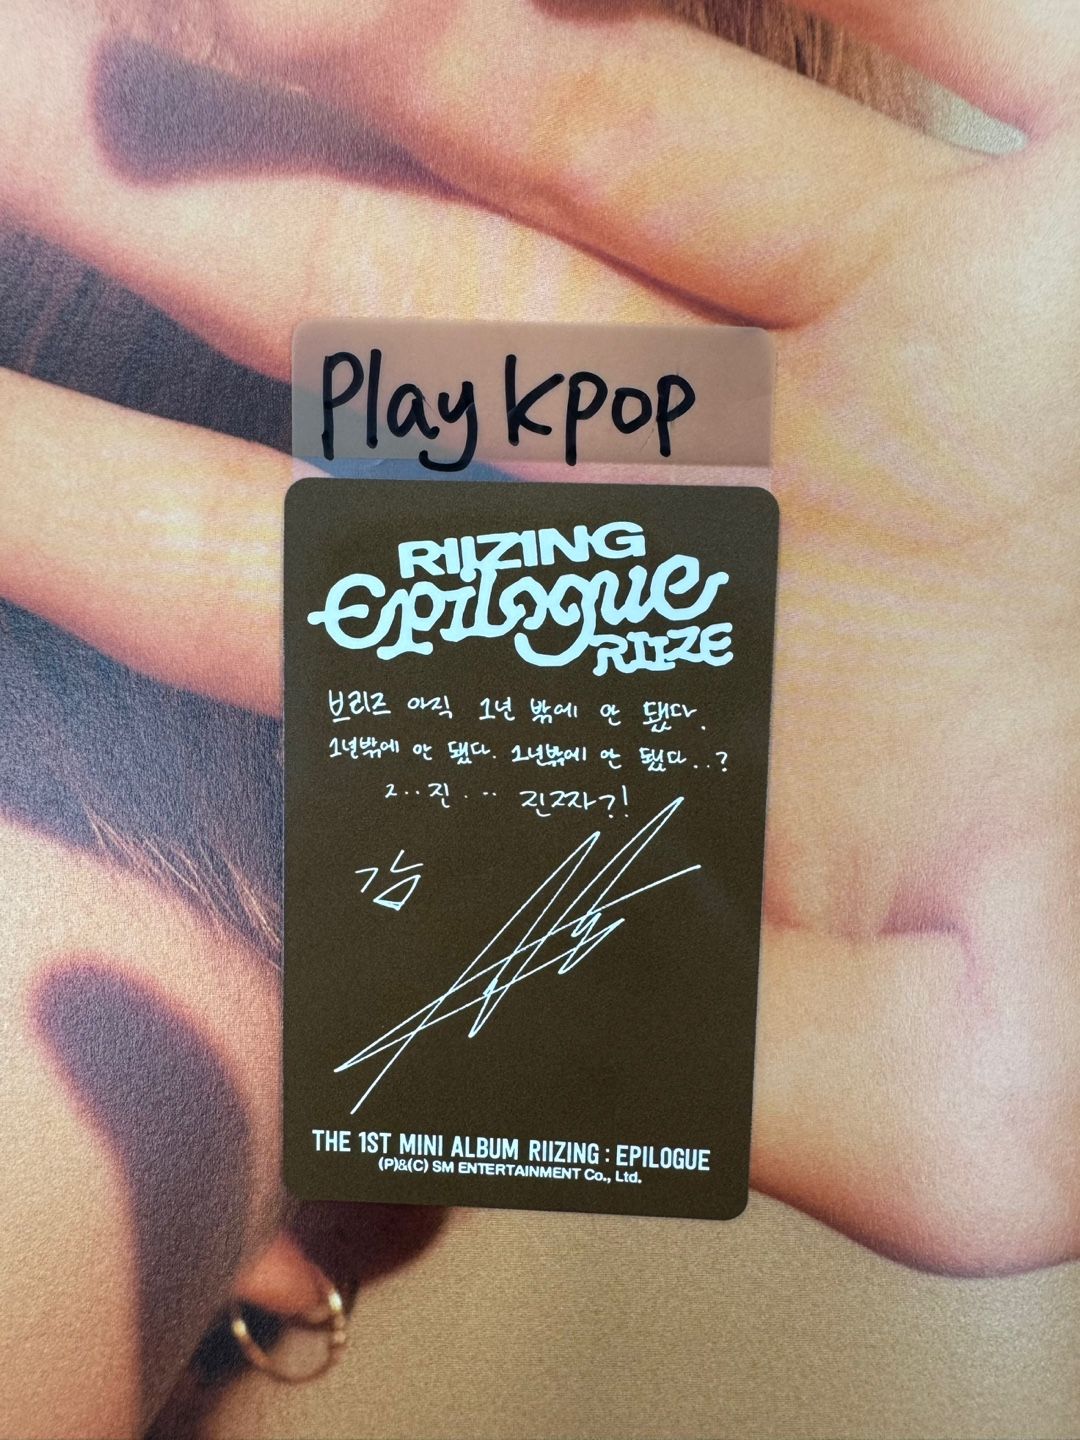 Play Kpop
RIIZING
Epilogue
RIIZE
브리즈 아직 1년 밖에 안 됐다.
1년밖에 안 됐다. 1년밖에 안 됐다..?
ㄹ..진.... 진ㅈ자?!
THE 1ST MINI ALBUM RIIZING : EPILOGUE
(P)&(C) SM ENTERTAINMENT Co., Ltd.